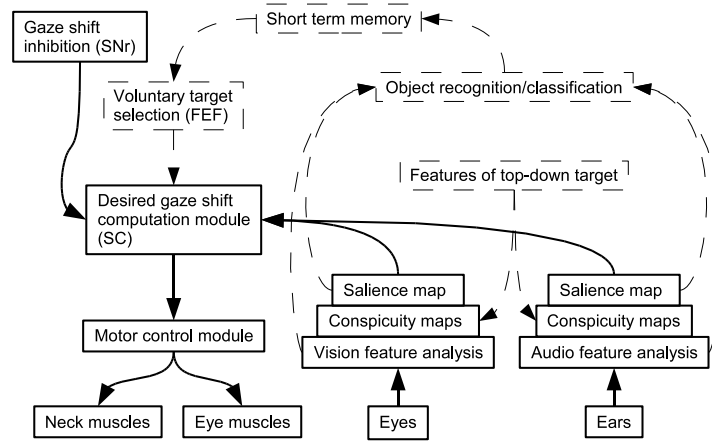 Gaze shift
inhibition (SNr)
Short term memory
Voluntary target
selection (FEF)
Object recognition/classification
Features of top-down target
Desired gaze shift
computation module
(SC)
Salience map
Conspicuity maps
Vision feature analysis
Salience map
Conspicuity maps
Audio feature analysis
Motor control module
Neck muscles
Eye muscles
Eyes
Ears